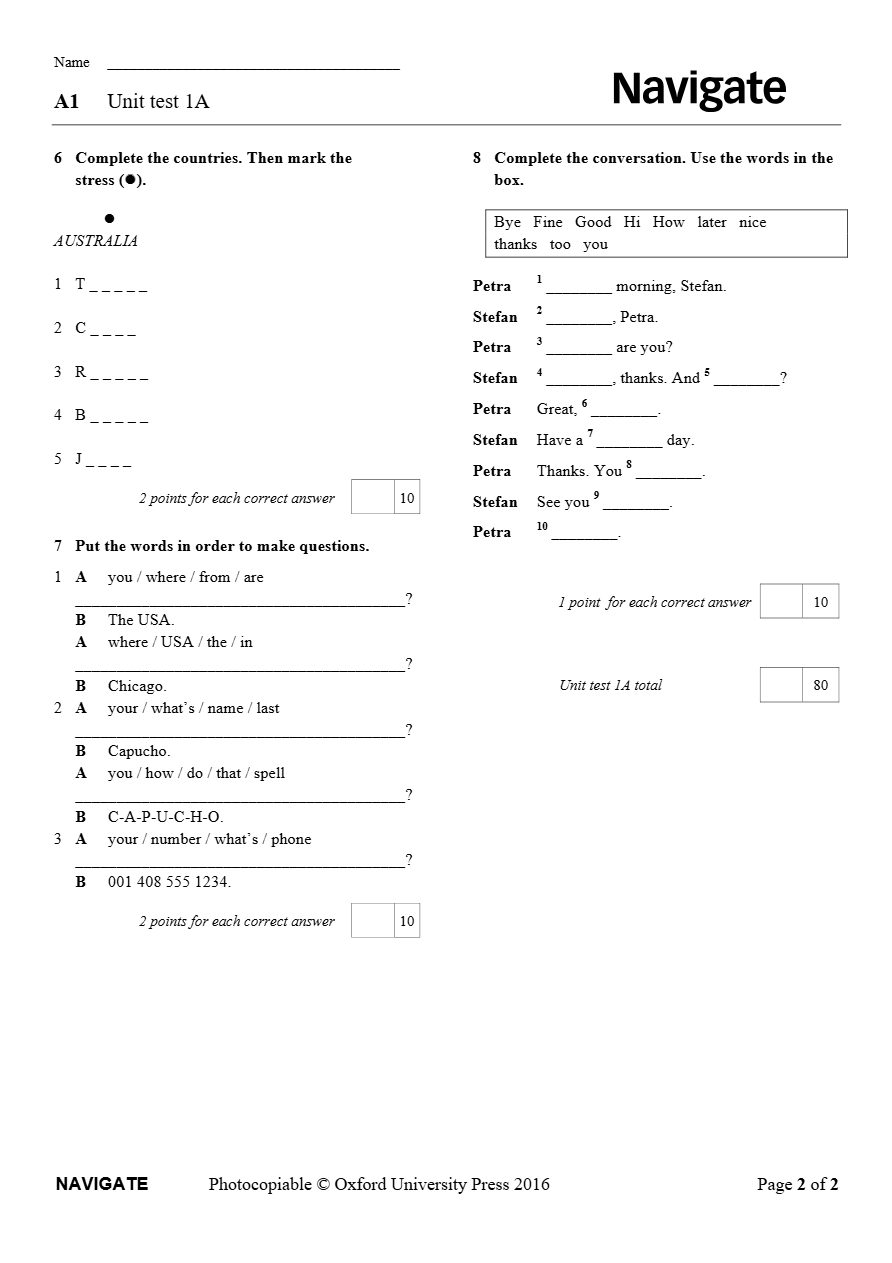 Name _______________________________________
Navigate
A1 Unit test 1A
6 Complete the countries. Then mark the
stress (●).
●
AUSTRALIA
1 T _ _ _ _ _
2 C _ _ _ _
3 R _ _ _ _ _
4 B _ _ _ _ _
5 J _ _ _ _
2 points for each correct answer 10
7 Put the words in order to make questions.
1 A you / where / from / are
________________________________________?
B The USA.
A where / USA / the / in
________________________________________?
B Chicago.
2 A your / what's / name / last
________________________________________?
B Capucho.
A you / how / do / that / spell
________________________________________?
B C-A-P-U-C-H-O.
3 A your / number / what's / phone
________________________________________?
B 001 408 555 1234.
2 points for each correct answer 10
8 Complete the conversation. Use the words in the
box.
Bye Fine Good Hi How later nice
thanks too you
Petra 1 ________ morning, Stefan.
Stefan 2 ________, Petra.
Petra 3 ________ are you?
Stefan 4 ________, thanks. And 5 ________?
Petra Great, 6 ________.
Stefan Have a 7 ________ day.
Petra Thanks. You 8 ________.
Stefan See you 9 ________.
Petra 10 ________.
1 point for each correct answer 10
Unit test 1A total 80
NAVIGATE Photocopiable © Oxford University Press 2016 Page 2 of 2